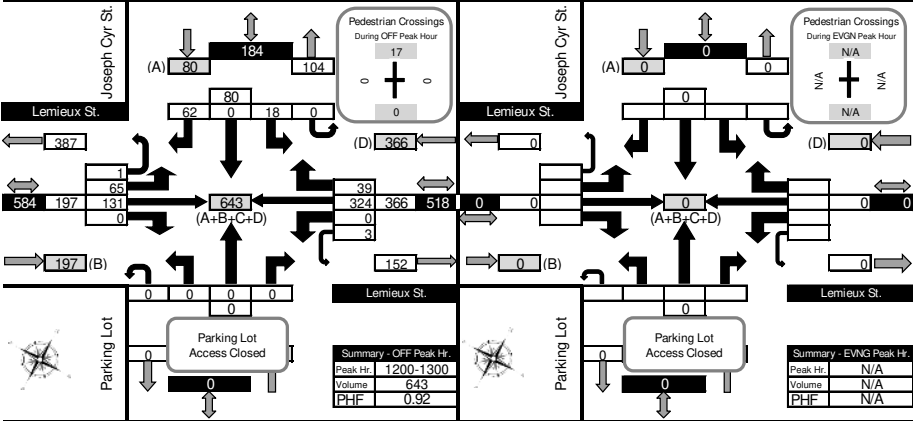 Joseph Cyr St.
184
(A) 80
104
Pedestrian Crossings
During OFF Peak Hour
17
0
0
0
80
62 0 18 0
Lemieux St.
387
(D) 366
1
65
131
0
584 197
643
(A+B+C+D)
39
324
0
3
366 518
197 (B)
152
0 0 0 0
0
Lemieux St.
Parking Lot
Parking Lot
Access Closed
0
0
Summary - OFF Peak Hr.
Peak Hr. 1200-1300
Volume 643
PHF 0.92
Joseph Cyr St.
0
(A) 0
0
Pedestrian Crossings
During EVGN Peak Hour
N/A
N/A
N/A
N/A
0
Lemieux St.
0
(D) 0
0 0
0
(A+B+C+D)
0 0
0 (B)
0
0
Lemieux St.
Parking Lot
Parking Lot
Access Closed
0
0
Summary - EVNG Peak Hr.
Peak Hr. N/A
Volume N/A
PHF N/A